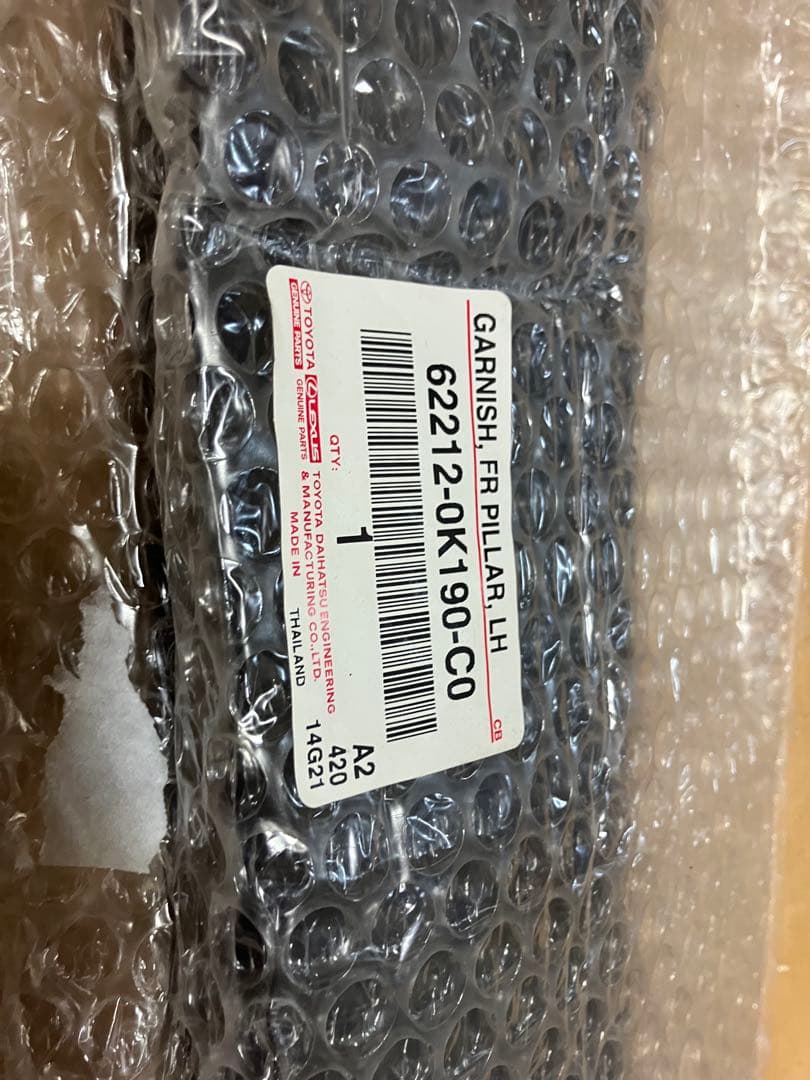 GARNISH, FR PILLAR, LH
CB
62212-0K190-C0
QTY:
1
A2
420
14G21
TOYOTA
GENUINE PARTS
LEXUS
GENUINE PARTS
TOYOTA DAIHATSU ENGINEERING
& MANUFACTURING CO.,LTD.
MADE IN THAILAND